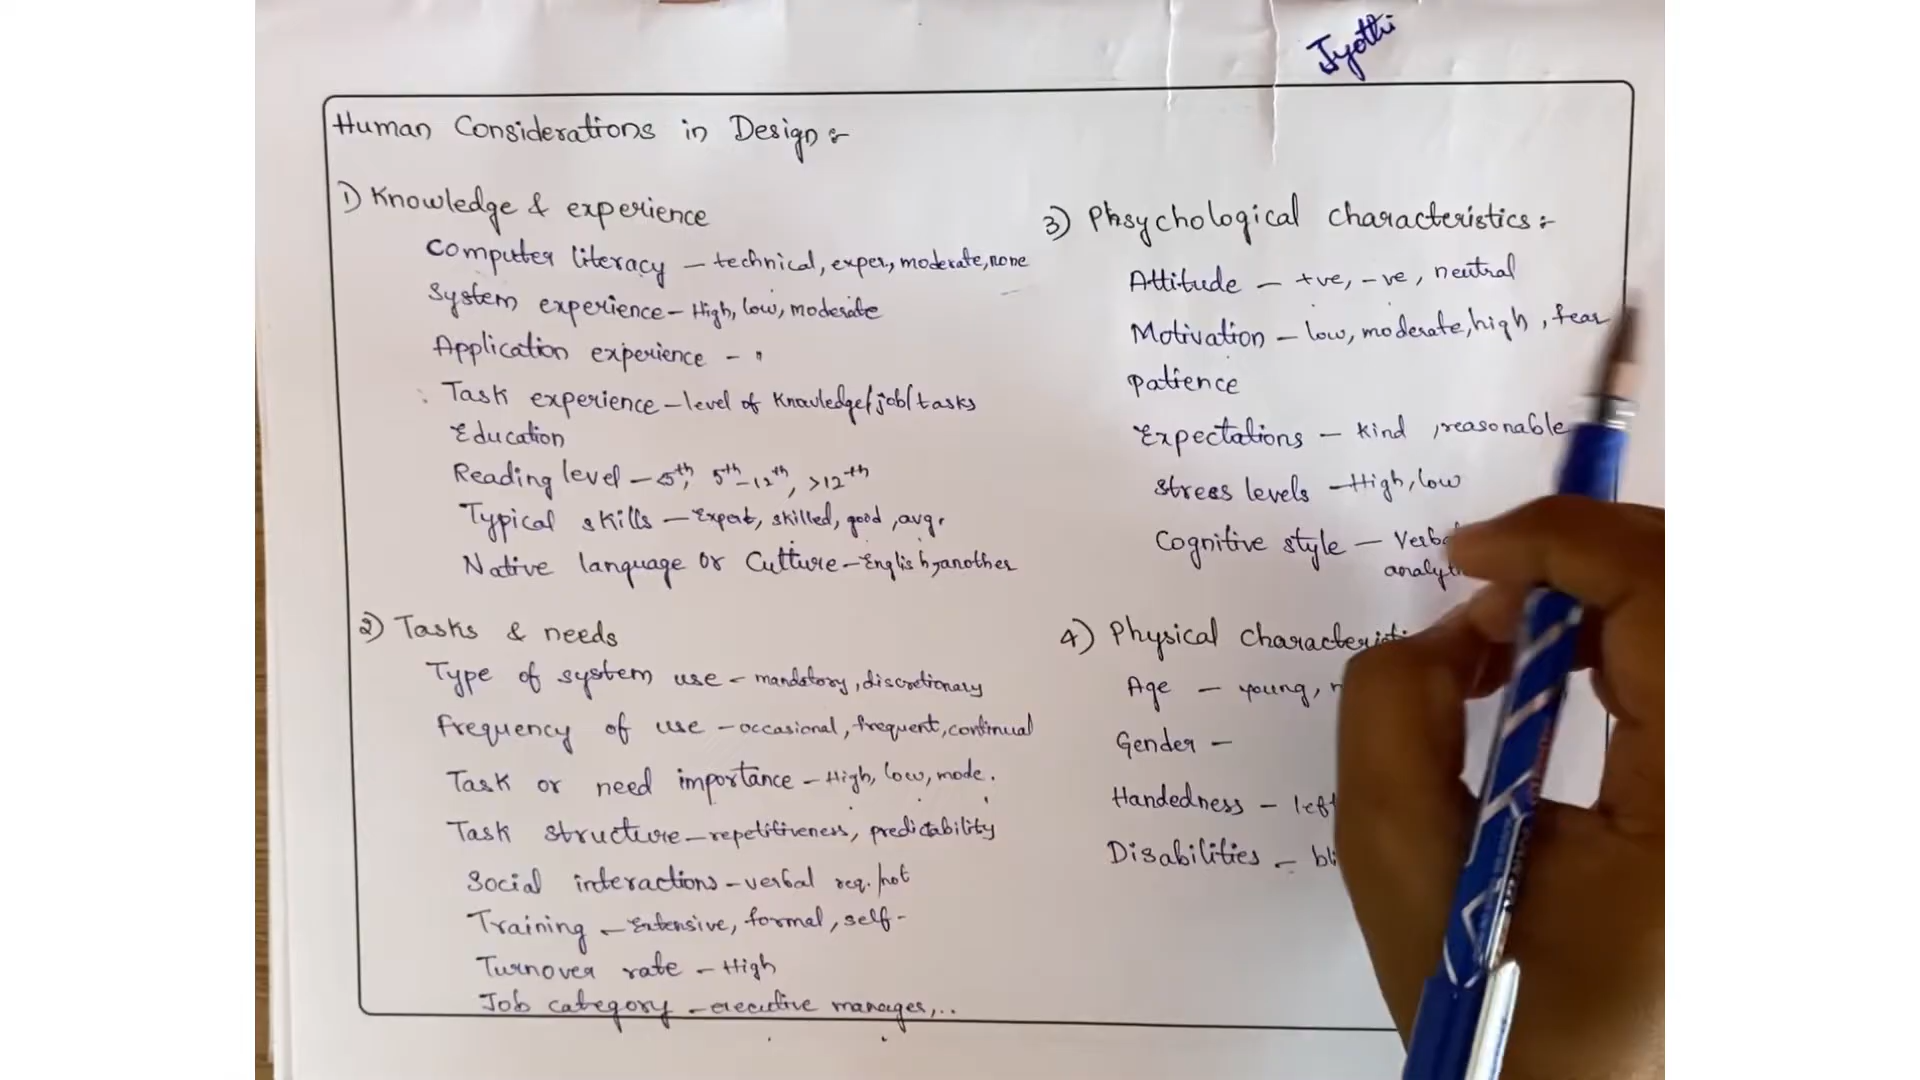 Jyothi
Human Considerations in Design:-
1) Knowledge & experience
Computer literacy - technical, exper., moderate, none
System experience - High, low, moderate
Application experience - "
Task experience - level of Knowledge/job/tasks
Education
Reading level - <5th, 5th-12th, >12th
Typical skills - Expert, skilled, good, avg.
Native language or Culture - English, another
2) Tasks & needs
Type of system use - mandatory, discretionary
Frequency of use - occasional, frequent, continual
Task or need importance - High, low, mode.
Task structure - repetitiveness, predictability
Social interactions - verbal req./not
Training - Extensive, formal, self-
Turnover rate - High
Job category - executive manages,..
3) Phsychological characteristics:-
Attitude - +ve, -ve, neutral
Motivation - low, moderate, high, fear
patience
Expectations - kind, reasonable
stress levels - High, low
Cognitive style -
4) Physical
Age - young,
Gender -
Handedness - left
Disabilities -